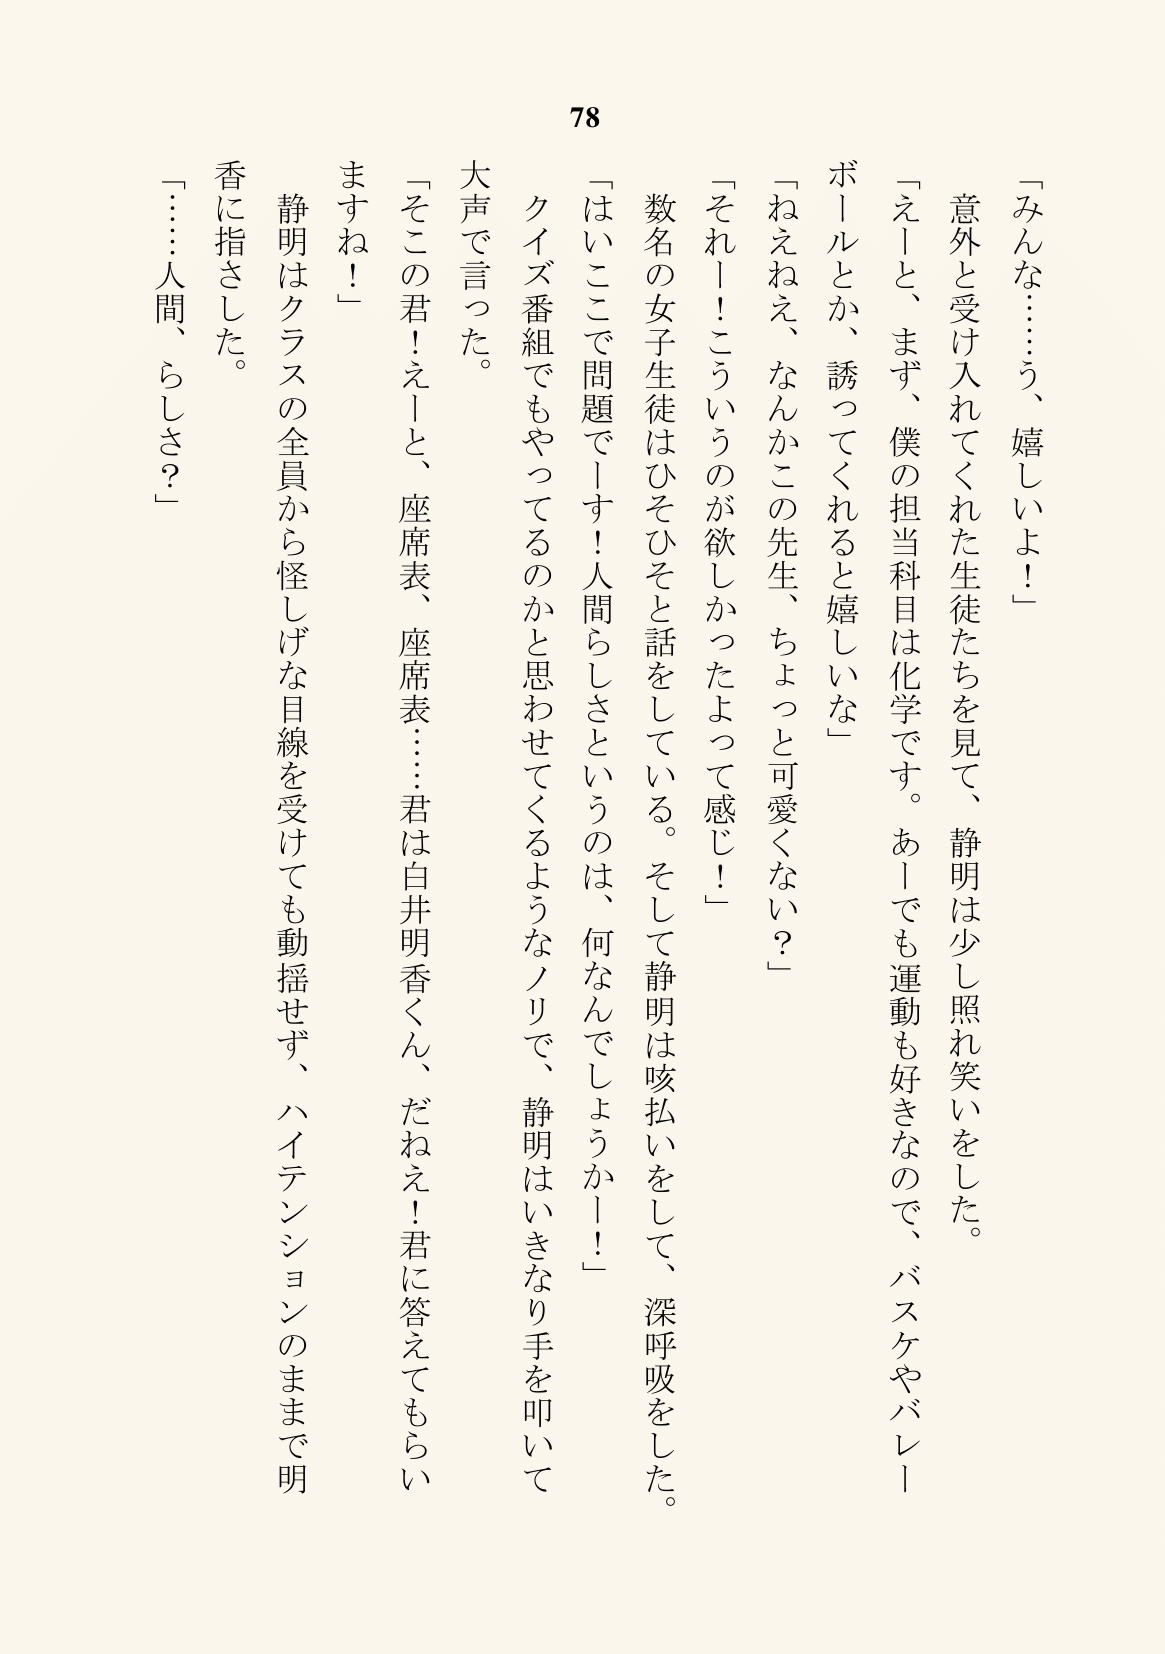 78
「みんな……う、嬉しいよ！」
　意外と受け入れてくれた生徒たちを見て、静明は少し照れ笑いをした。
「えーと、まず、僕の担当科目は化学です。あーでも運動も好きなので、バスケやバレー
ボールとか、誘ってくれると嬉しいな」
「ねえねえ、なんかこの先生、ちょっと可愛くない？」
「それー！こういうのが欲しかったよって感じ！」
　数名の女子生徒はひそひそと話をしている。そして静明は咳払いをして、深呼吸をした。
「はいここで問題でーす！人間らしさというのは、何なんでしょうかー！」
　クイズ番組でもやってるのかと思わせてくるようなノリで、静明はいきなり手を叩いて
大声で言った。
「そこの君！えーと、座席表、座席表……君は白井明香くん、だねえ！君に答えてもらい
ますね！」
　静明はクラスの全員から怪しげな目線を受けても動揺せず、ハイテンションのままで明
香に指さした。
「……人間、らしさ？」